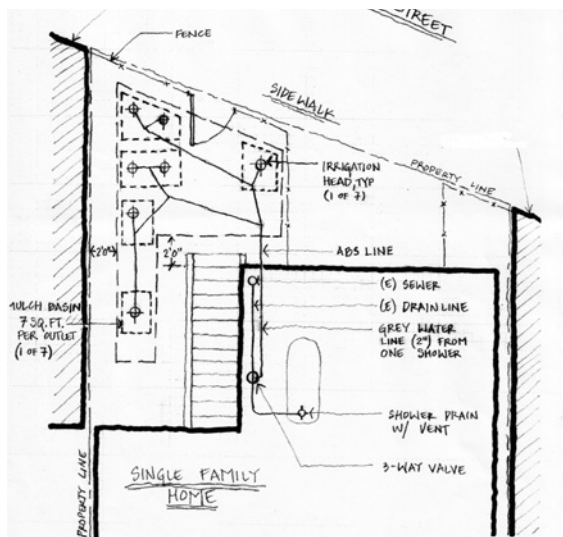 STREET
FENCE
SIDEWALK
PROPERTY LINE
IRRIGATION
HEAD, TYP
(1 OF 7)
ABS LINE
2'0"
2'0"
(E) SEWER
(E) DRAINLINE
GREY WATER
LINE (2") FROM
ONE SHOWER
MULCH BASIN
7 SQ. FT.
PER OUTLET
(1 OF 7)
SHOWER DRAIN
W/ VENT
3-WAY VALVE
SINGLE FAMILY
HOME
PROPERTY LINE